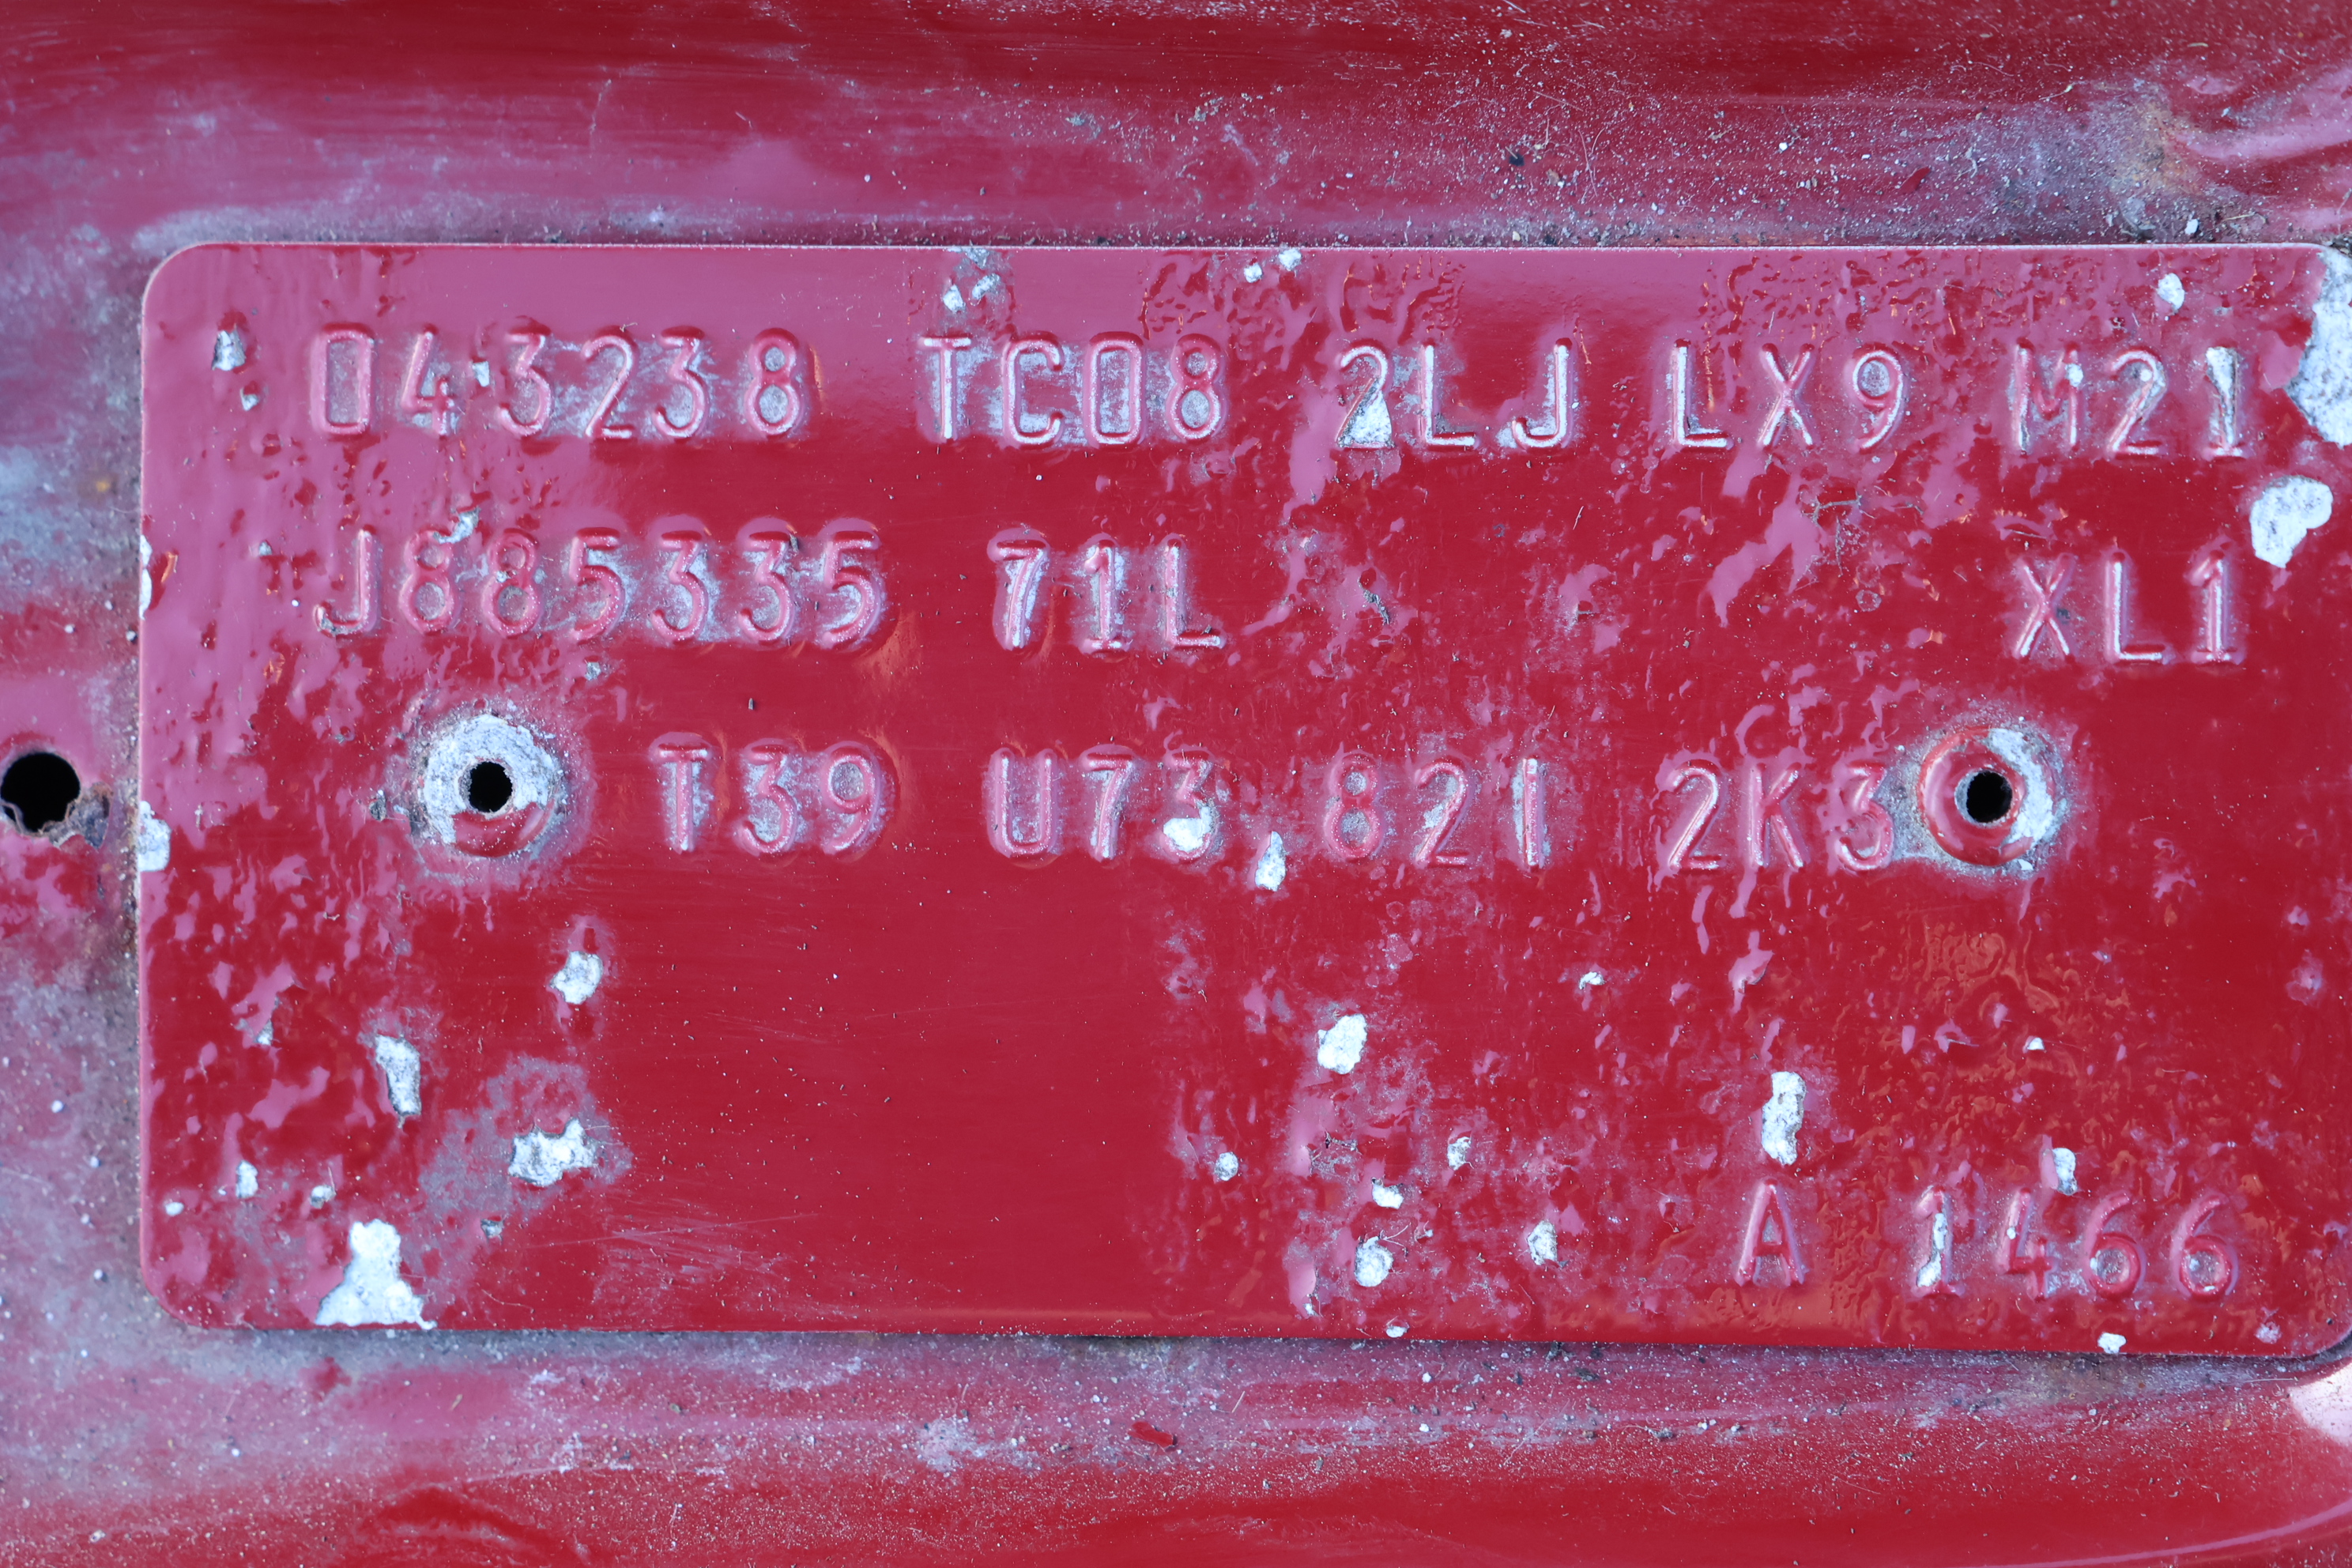 043238 TC08 2LJ LX9 M21
J885335 71L XL1
T39 U73 821 2K3
A 1466